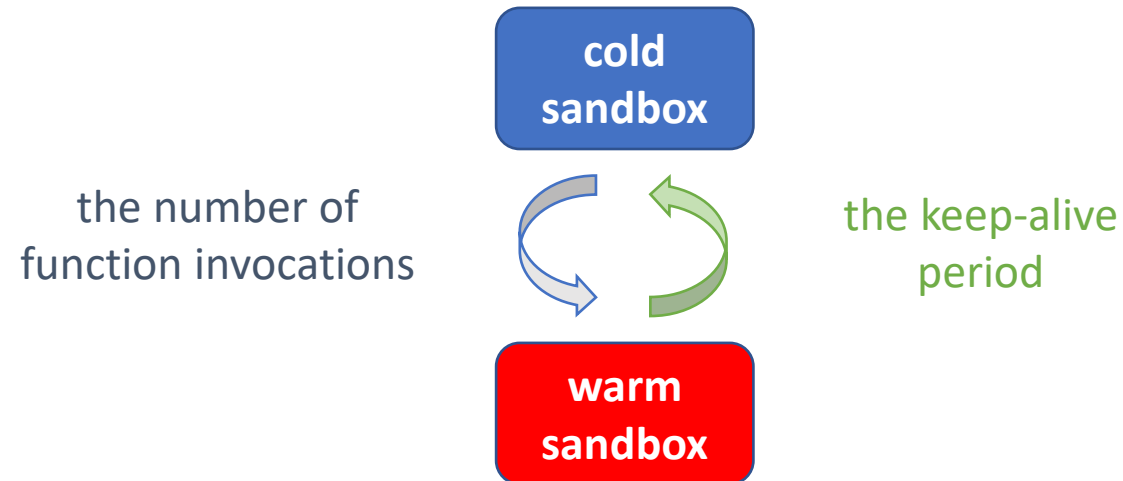 cold
sandbox
the number of
function invocations
the keep-alive
period
warm
sandbox